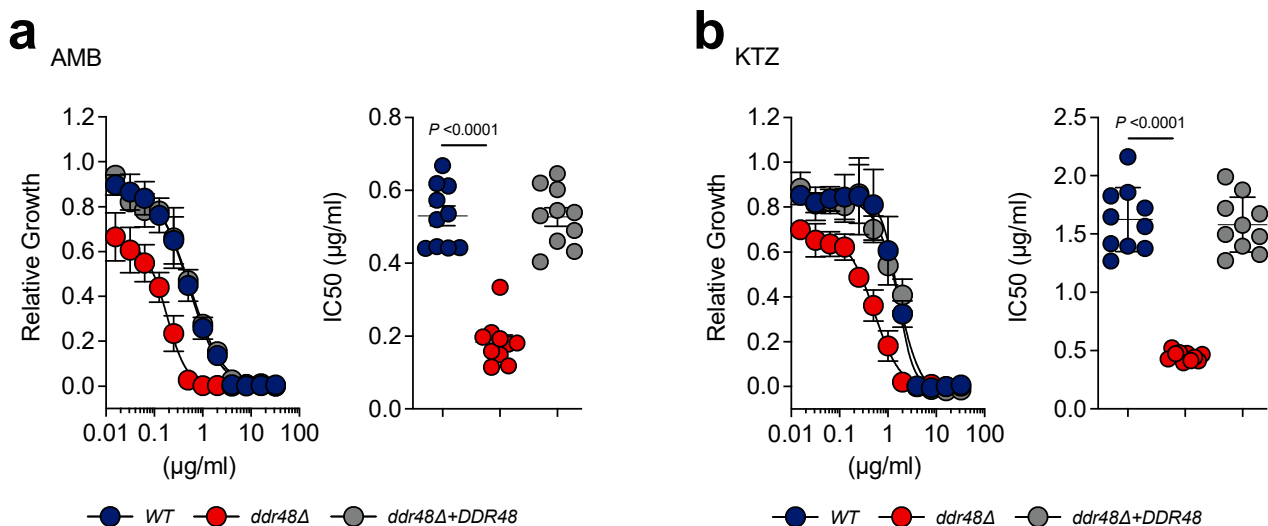 a
AMB
Relative Growth
1.2
1.0
0.8
0.6
0.4
0.2
0.0
0.01 0.1 1 10 100
(µg/ml)
IC50 (µg/ml)
0.8
0.6
0.4
0.2
0.0
P <0.0001
WT ddr48Δ ddr48Δ+DDR48
b
KTZ
Relative Growth
1.2
1.0
0.8
0.6
0.4
0.2
0.0
0.01 0.1 1 10 100
(µg/ml)
IC50 (µg/ml)
2.5
2.0
1.5
1.0
0.5
0.0
P <0.0001
WT ddr48Δ ddr48Δ+DDR48